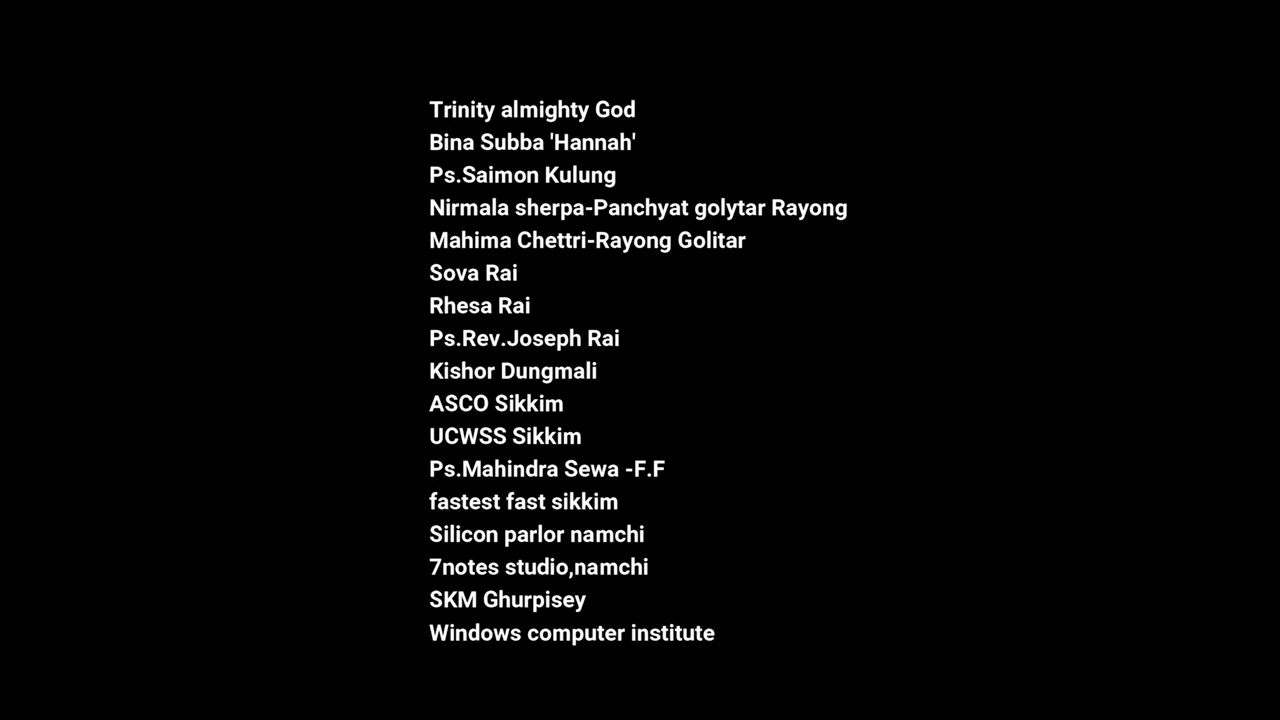 Trinity almighty God
Bina Subba 'Hannah'
Ps.Saimon Kulung
Nirmala sherpa-Panchyat golytar Rayong
Mahima Chettri-Rayong Golitar
Sova Rai
Rhesa Rai
Ps.Rev.Joseph Rai
Kishor Dungmali
ASCO Sikkim
UCWSS Sikkim
Ps.Mahindra Sewa -F.F
fastest fast sikkim
Silicon parlor namchi
7notes studio,namchi
SKM Ghurpisey
Windows computer institute